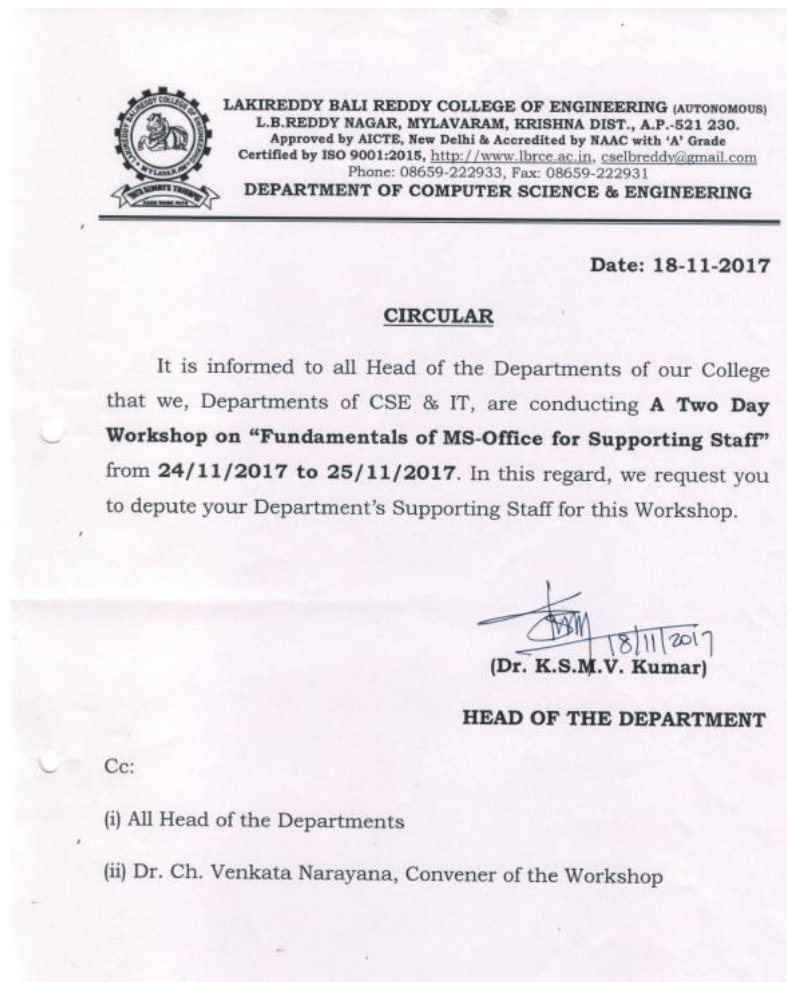 LAKIREDDY BALI REDDY COLLEGE OF ENGINEERING (AUTONOMOUS)
L.B.REDDY NAGAR, MYLAVARAM, KRISHNA DIST., A.P.-521 230.
Approved by AICTE, New Delhi & Accredited by NAAC with ‘A’ Grade
Certified by ISO 9001:2015, http://www.lbrce.ac.in, cselbreddy@gmail.com
Phone: 08659-222933, Fax: 08659-222931
DEPARTMENT OF COMPUTER SCIENCE & ENGINEERING
Date: 18-11-2017
CIRCULAR
It is informed to all Head of the Departments of our College
that we, Departments of CSE & IT, are conducting A Two Day
Workshop on “Fundamentals of MS-Office for Supporting Staff”
from 24/11/2017 to 25/11/2017. In this regard, we request you
to depute your Department’s Supporting Staff for this Workshop.
18/11/2017
(Dr. K.S.M.V. Kumar)
HEAD OF THE DEPARTMENT
Cc:
(i) All Head of the Departments
(ii) Dr. Ch. Venkata Narayana, Convener of the Workshop